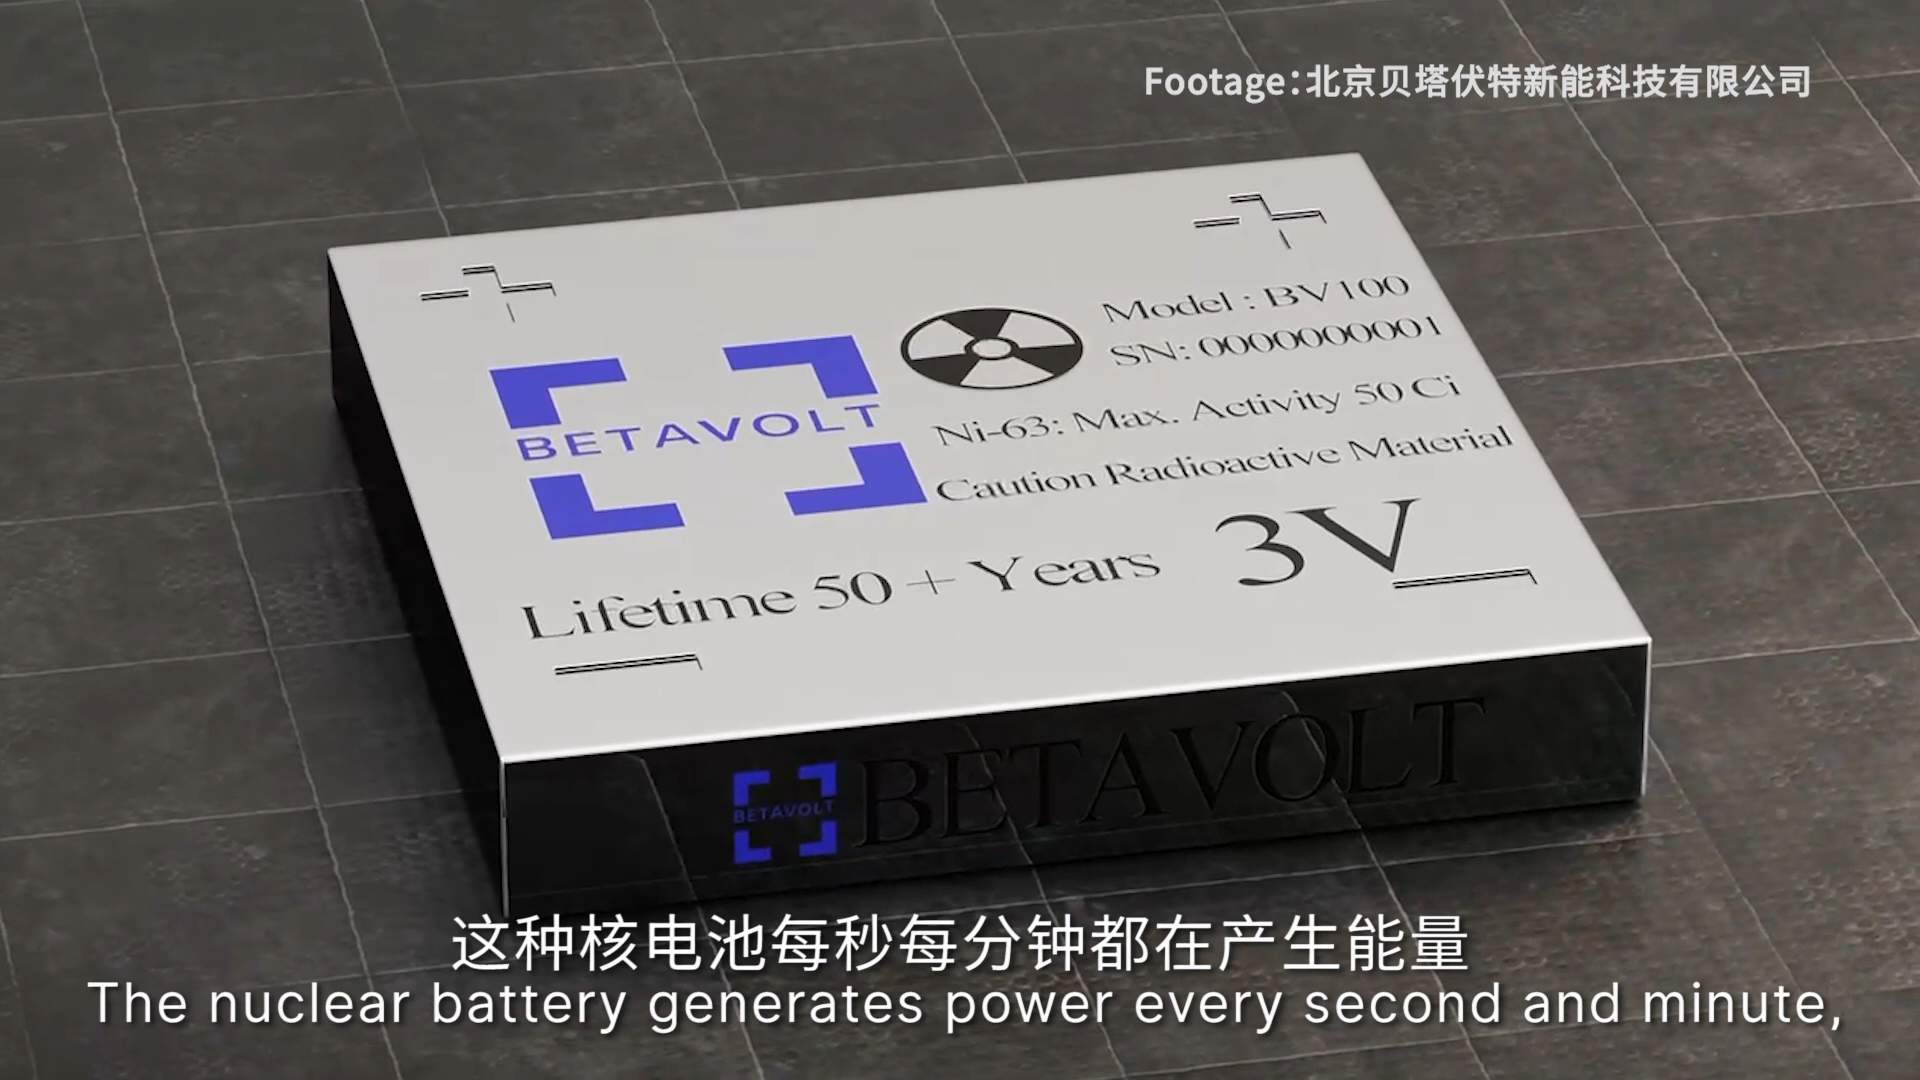 Footage:北京贝塔伏特新能科技有限公司
Model : BV100
SN: 0000000001
BETAVOLT
Ni-63: Max. Activity 50 Ci
Caution Radioactive Material
Lifetime 50 + Years
3V
BETAVOLT
BETAVOLT
这种核电池每秒每分钟都在产生能量
The nuclear battery generates power every second and minute,